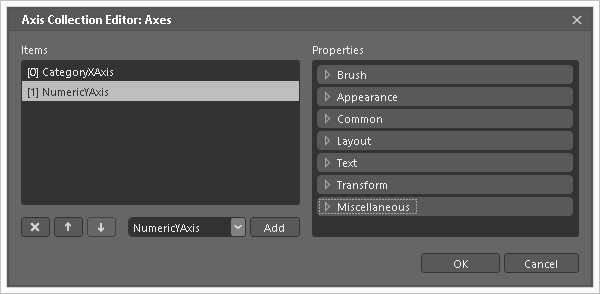 Axis Collection Editor: Axes
Items
Properties
[0] CategoryXAxis
[1] NumericYAxis
Brush
Appearance
Common
Layout
Text
Transform
Miscellaneous
NumericYAxis
Add
OK
Cancel